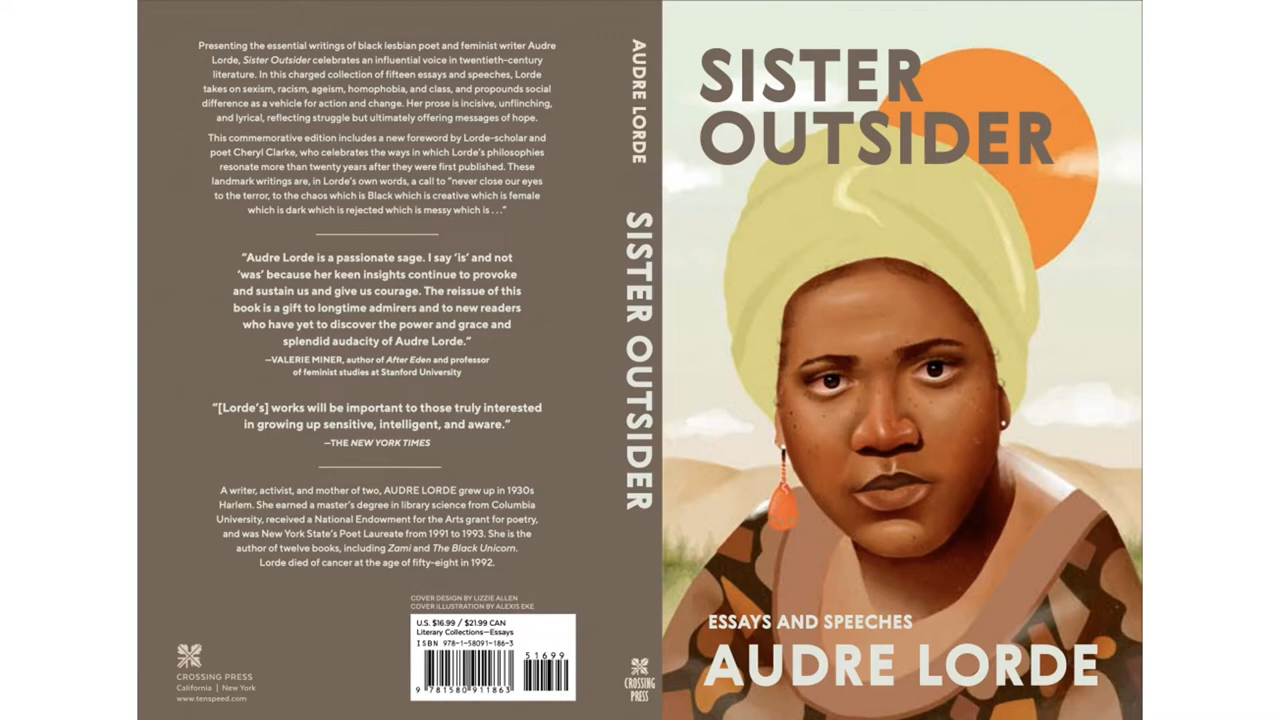 Presenting the essential writings of black lesbian poet and feminist writer Audre
Lorde, Sister Outsider celebrates an influential voice in twentieth-century
literature. In this charged collection of fifteen essays and speeches, Lorde
takes on sexism, racism, ageism, homophobia, and class, and propounds social
difference as a vehicle for action and change. Her prose is incisive, unflinching,
and lyrical, reflecting struggle but ultimately offering messages of hope.
This commemorative edition includes a new foreword by Lorde-scholar and
poet Cheryl Clarke, who celebrates the ways in which Lorde's philosophies
resonate more than twenty years after they were first published. These
landmark writings are, in Lorde's own words, a call to "never close our eyes
to the terror, to the chaos which is Black which is creative which is female
which is dark which is rejected which is messy which is . . ."
"Audre Lorde is a passionate sage. I say 'is' and not
'was' because her keen insights continue to provoke
and sustain us and give us courage. The reissue of this
book is a gift to longtime admirers and to new readers
who have yet to discover the power and grace and
splendid audacity of Audre Lorde."
—VALERIE MINER, author of After Eden and professor
of feminist studies at Stanford University
"[Lorde's] works will be important to those truly interested
in growing up sensitive, intelligent, and aware."
—THE NEW YORK TIMES
A writer, activist, and mother of two, AUDRE LORDE grew up in 1930s
Harlem. She earned a master's degree in library science from Columbia
University, received a National Endowment for the Arts grant for poetry,
and was New York State's Poet Laureate from 1991 to 1993. She is the
author of twelve books, including Zami and The Black Unicorn.
Lorde died of cancer at the age of fifty-eight in 1992.
COVER DESIGN BY LIZZIE ALLEN
COVER ILLUSTRATION BY ALEXIS EKE
U.S. $16.99 / $21.99 CAN
Literary Collections—Essays
ISBN 978-1-58091-186-3
51699
9 781580 911863
CROSSING PRESS
California | New York
www.tenspeed.com
AUDRE LORDE
SISTER OUTSIDER
CROSSING
PRESS
SISTER
OUTSIDER
ESSAYS AND SPEECHES
AUDRE LORDE